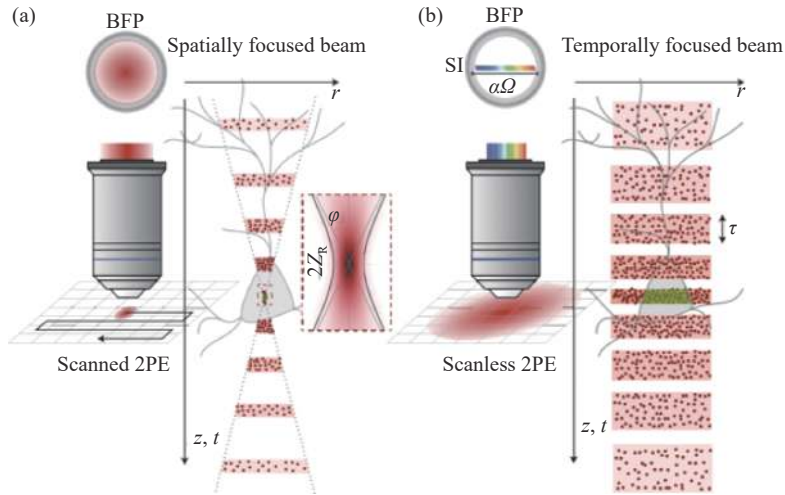 (a)
BFP
Spatially focused beam
r
φ
2Z_R
Scanned 2PE
z, t
(b)
BFP
SI
αΩ
Temporally focused beam
r
τ
Scanless 2PE
z, t